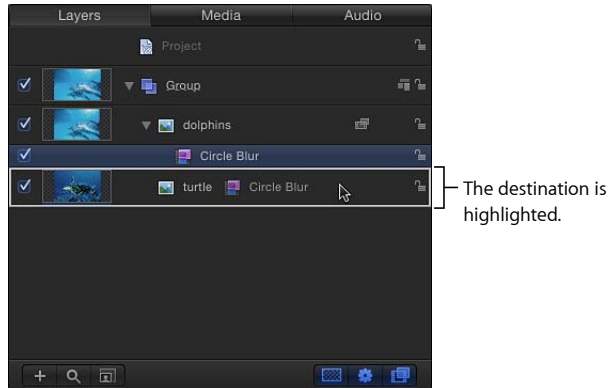 Layers Media Audio
Project
Group
dolphins
Circle Blur
turtle Circle Blur
The destination is
highlighted.